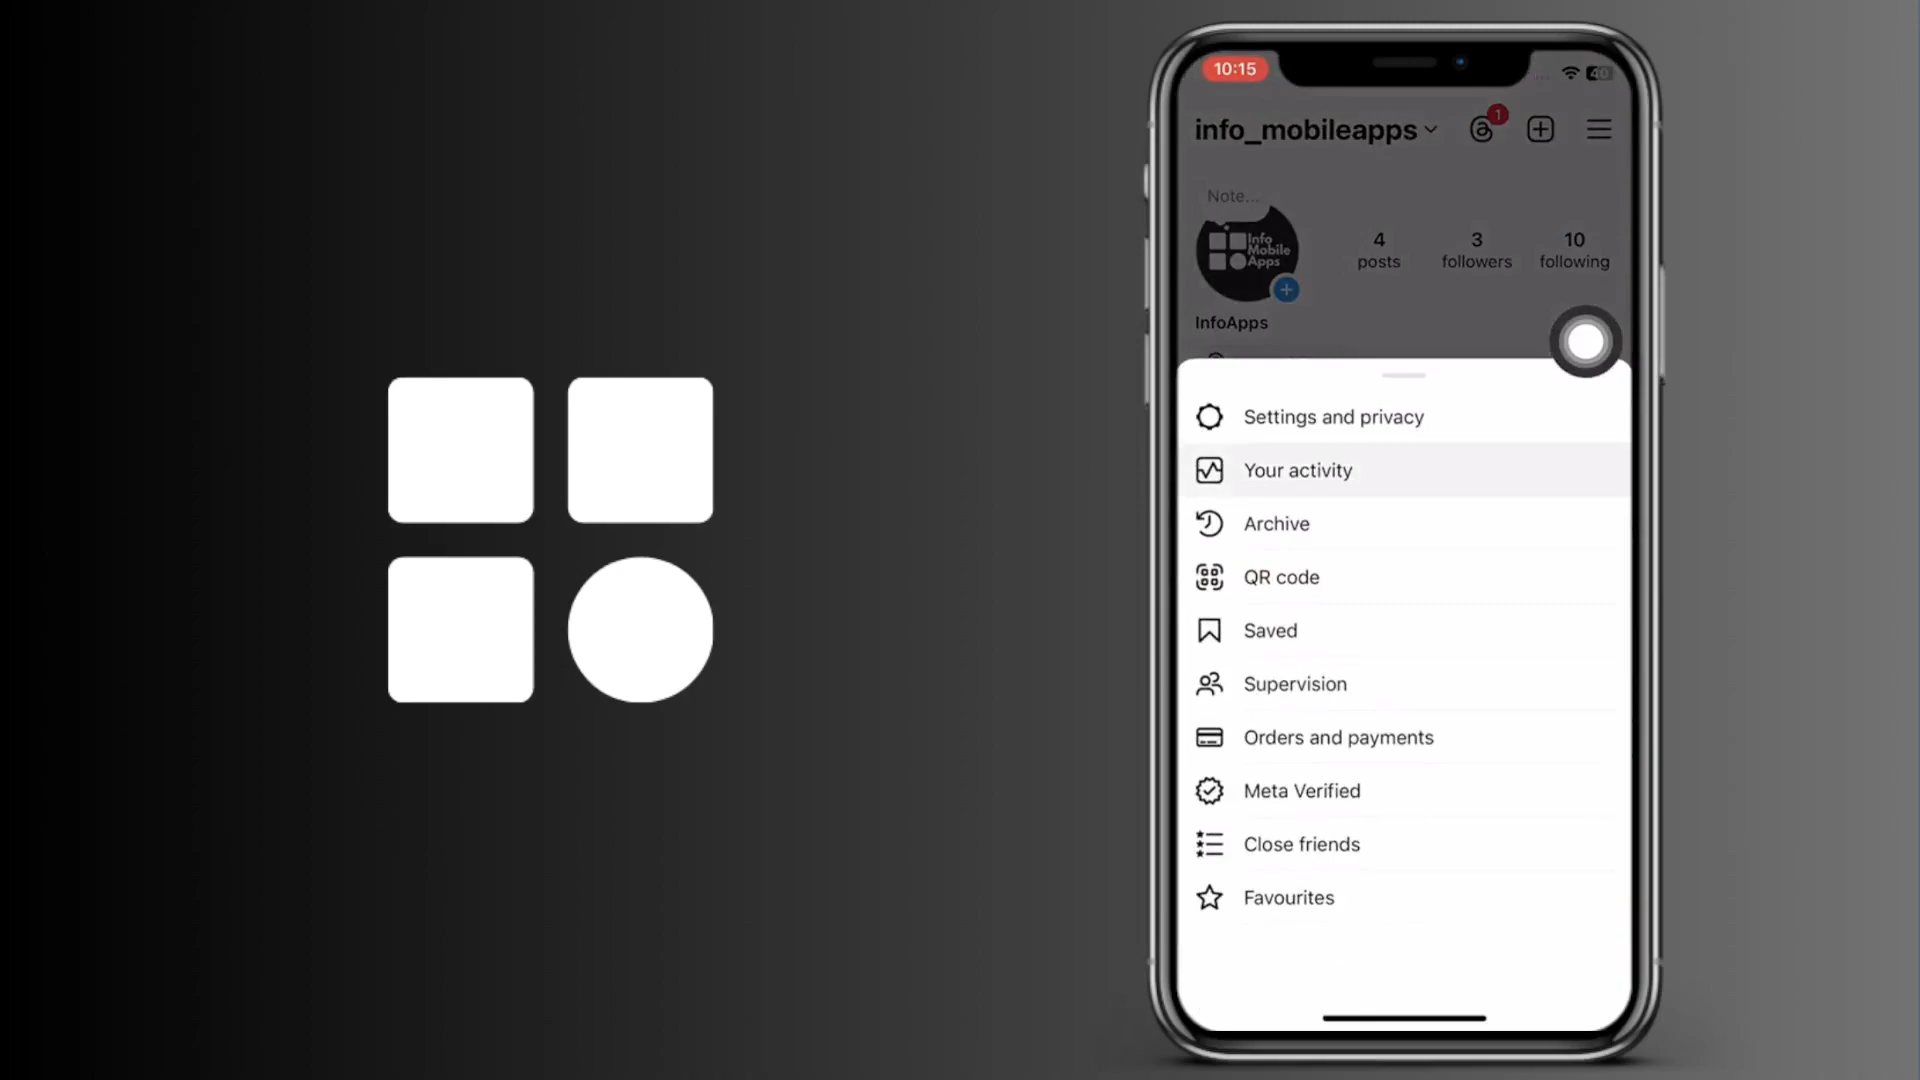 10:15
40
info_mobileapps
1
Note...
Info
Mobile
Apps
4
posts
3
followers
10
following
InfoApps
Settings and privacy
Your activity
Archive
QR code
Saved
Supervision
Orders and payments
Meta Verified
Close friends
Favourites